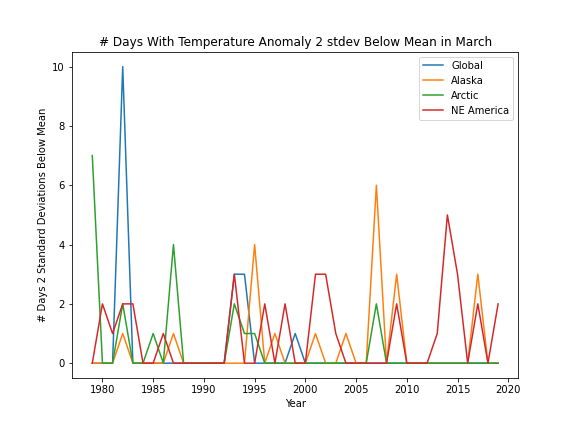 # Days With Temperature Anomaly 2 stdev Below Mean in March
Global
Alaska
Arctic
NE America
# Days 2 Standard Deviations Below Mean
10
8
6
4
2
0
1980 1985 1990 1995 2000 2005 2010 2015 2020
Year